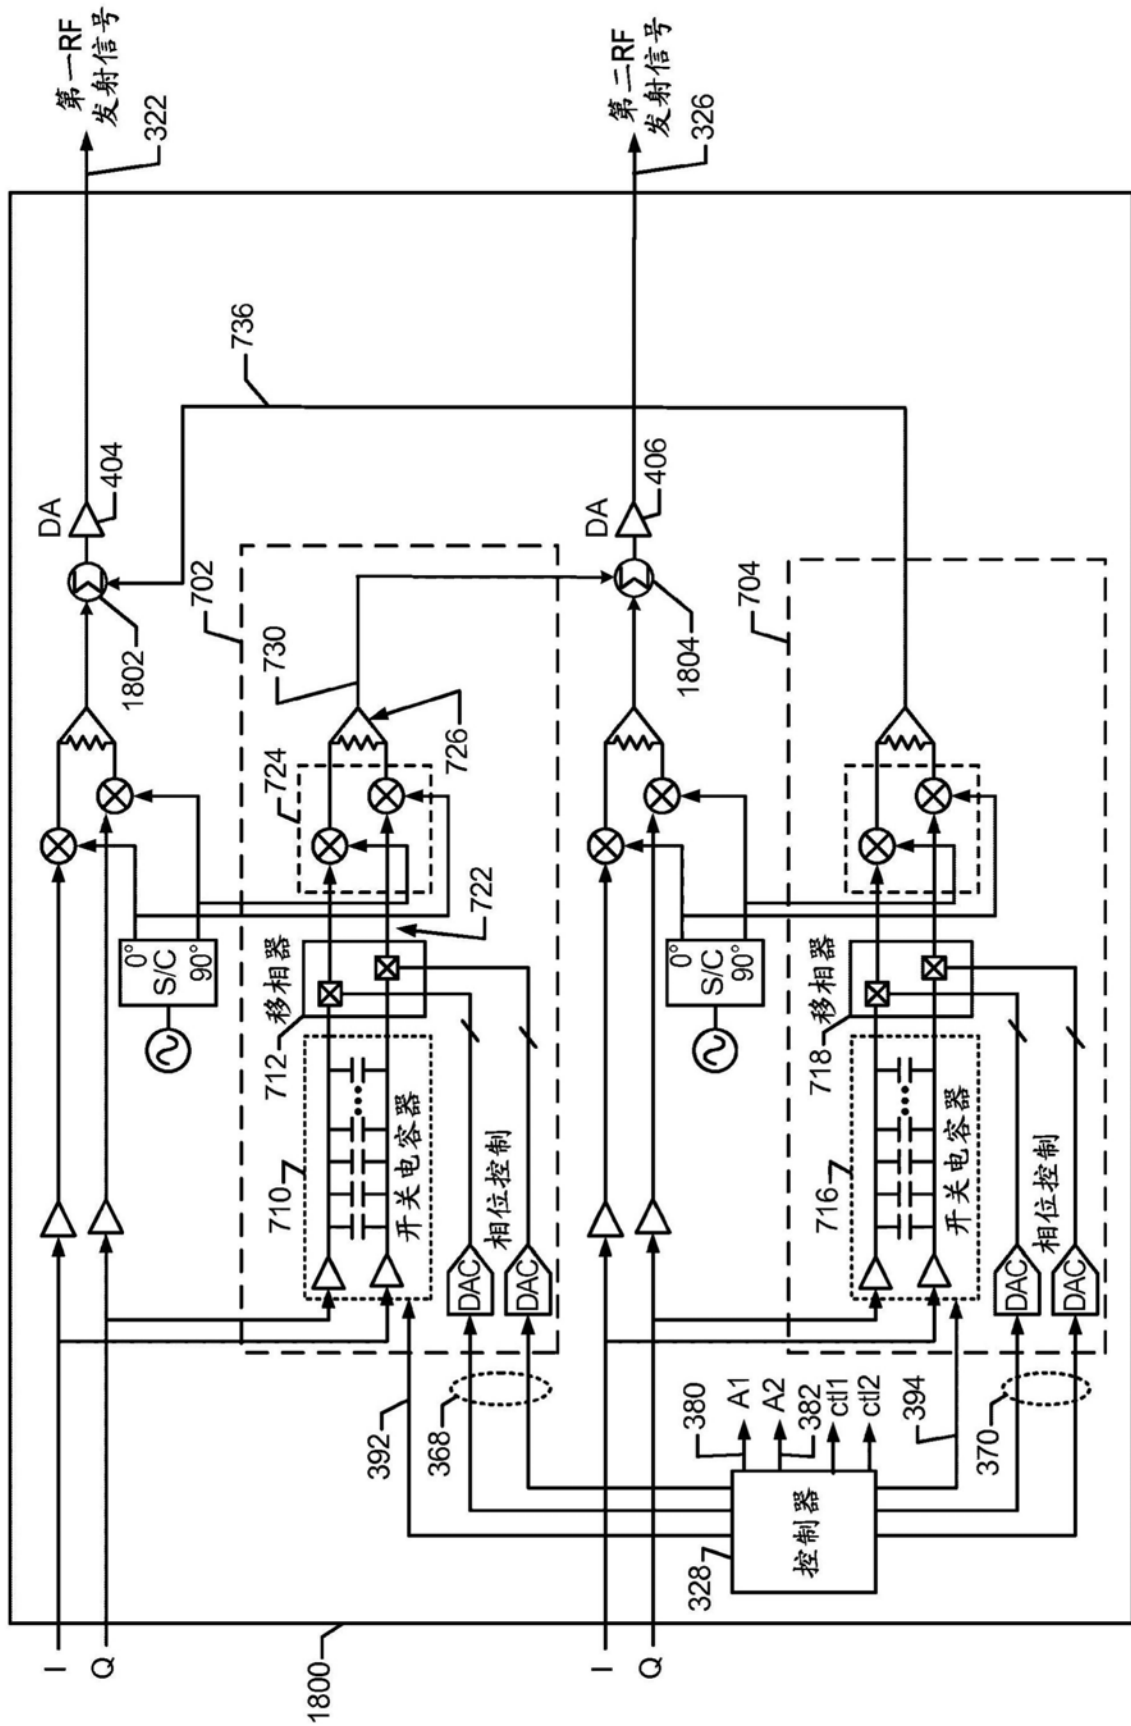 第一RF
发射信号
322
736
DA
404
1802
702
730
726
724
722
0°
S/C
90°
移相器
712
710
开关电容器
DAC
DAC
相位控制
392
368
I
Q
1800
第二RF
发射信号
326
DA
406
1804
704
0°
S/C
90°
移相器
718
716
开关电容器
DAC
DAC
相位控制
380
A1
A2
382
ctl1
ctl2
394
370
控制器
328
I
Q